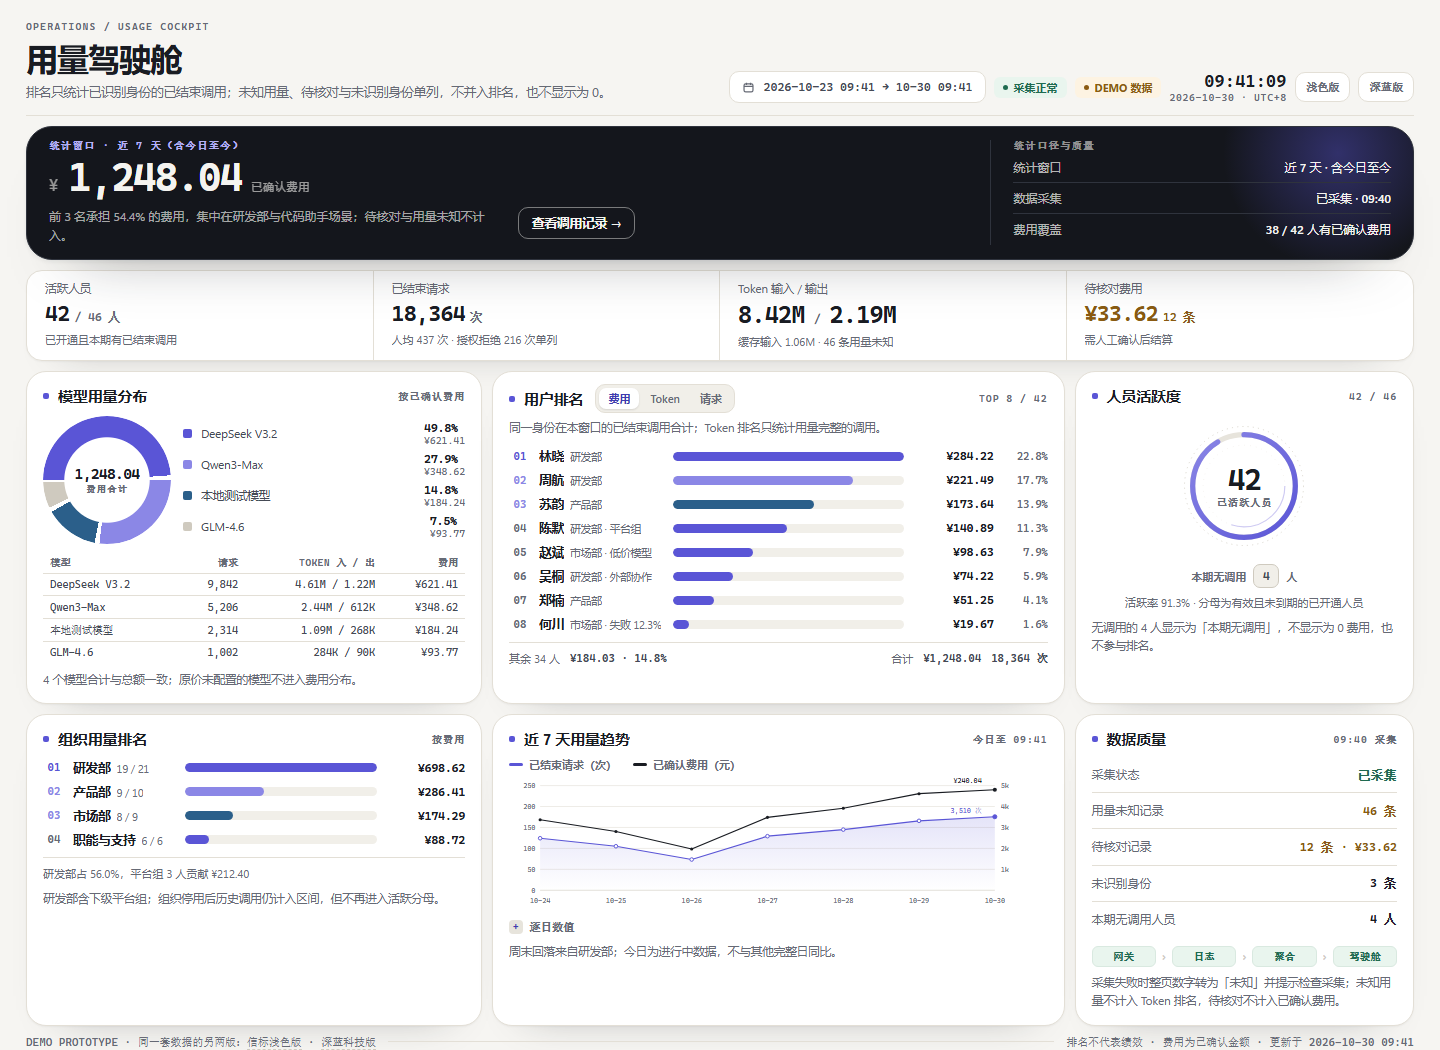 OPERATIONS / USAGE COCKPIT
用量驾驶舱
排名只统计已识别身份的已结束调用；未知用量、待核对与未识别身份单列，不并入排名，也不显示为 0。
2026-10-23 09:41 → 10-30 09:41
采集正常
DEMO 数据
09:41:09
2026-10-30 · UTC+8
浅色版
深蓝版
统计窗口 · 近 7 天（含今日至今）
¥ 1,248.04 已确认费用
前 3 名承担 54.4% 的费用，集中在研发部与代码助手场景；待核对与用量未知不计
入。
查看调用记录 →
统计口径与质量
统计窗口 近 7 天 · 含今日至今
数据采集 已采集 · 09:40
费用覆盖 38 / 42 人有已确认费用
活跃人员
42 / 46 人
已开通且本期有已结束调用
已结束请求
18,364 次
人均 437 次 · 授权拒绝 216 次单列
Token 输入 / 输出
8.42M / 2.19M
缓存输入 1.06M · 46 条用量未知
待核对费用
¥33.62 12 条
需人工确认后结算
模型用量分布 按已确认费用
1,248.04
费用合计
DeepSeek V3.2 49.8%
¥621.41
Qwen3-Max 27.9%
¥348.62
本地测试模型 14.8%
¥184.24
GLM-4.6 7.5%
¥93.77
模型 请求 TOKEN 入 / 出 费用
DeepSeek V3.2 9,842 4.61M / 1.22M ¥621.41
Qwen3-Max 5,206 2.44M / 612K ¥348.62
本地测试模型 2,314 1.09M / 268K ¥184.24
GLM-4.6 1,002 284K / 90K ¥93.77
4 个模型合计与总额一致；原价未配置的模型不进入费用分布。
用户排名 费用 Token 请求 TOP 8 / 42
同一身份在本窗口的已结束调用合计；Token 排名只统计用量完整的调用。
01 林晓 研发部 ¥284.22 22.8%
02 周航 研发部 ¥221.49 17.7%
03 苏韵 产品部 ¥173.64 13.9%
04 陈默 研发部 · 平台组 ¥140.89 11.3%
05 赵斌 市场部 · 低价模型 ¥98.63 7.9%
06 吴桐 研发部 · 外部协作 ¥74.22 5.9%
07 郑楠 产品部 ¥51.25 4.1%
08 何川 市场部 · 失败 12.3% ¥19.67 1.6%
其余 34 人 ¥184.03 · 14.8% 合计 ¥1,248.04 18,364 次
人员活跃度 42 / 46
42
已活跃人员
本期无调用 4 人
活跃率 91.3% · 分母为有效且未到期的已开通人员
无调用的 4 人显示为「本期无调用」，不显示为 0 费用，也
不参与排名。
组织用量排名 按费用
01 研发部 19 / 21 ¥698.62
02 产品部 9 / 10 ¥286.41
03 市场部 8 / 9 ¥174.29
04 职能与支持 6 / 6 ¥88.72
研发部占 56.0%，平台组 3 人贡献 ¥212.40
研发部含下级平台组；组织停用后历史调用仍计入区间，但不再进入活跃分母。
近 7 天用量趋势 今日至 09:41
已结束请求（次） 已确认费用（元）
¥248.04
250 5k
200 4k
3,510 次
150 3k
100 2k
50 1k
0
10-24 10-25 10-26 10-27 10-28 10-29 10-30
+ 逐日数值
周末回落来自研发部；今日为进行中数据，不与其他完整日同比。
数据质量 09:40 采集
采集状态 已采集
用量未知记录 46 条
待核对记录 12 条 · ¥33.62
未识别身份 3 条
本期无调用人员 4 人
网关 › 日志 › 聚合 › 驾驶舱
采集失败时整页数字转为「未知」并提示检查采集；未知用
量不计入 Token 排名，待核对不计入已确认费用。
DEMO PROTOTYPE · 同一套数据的另两版：信标浅色版 · 深蓝科技版
排名不代表绩效 · 费用为已确认金额 · 更新于 2026-10-30 09:41